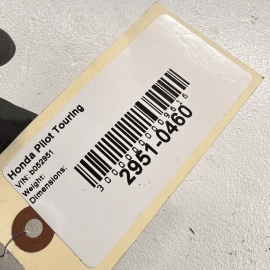 Honda Pilot Touring
VIN: b052951
Weight:
Dimensions:
2951-0460